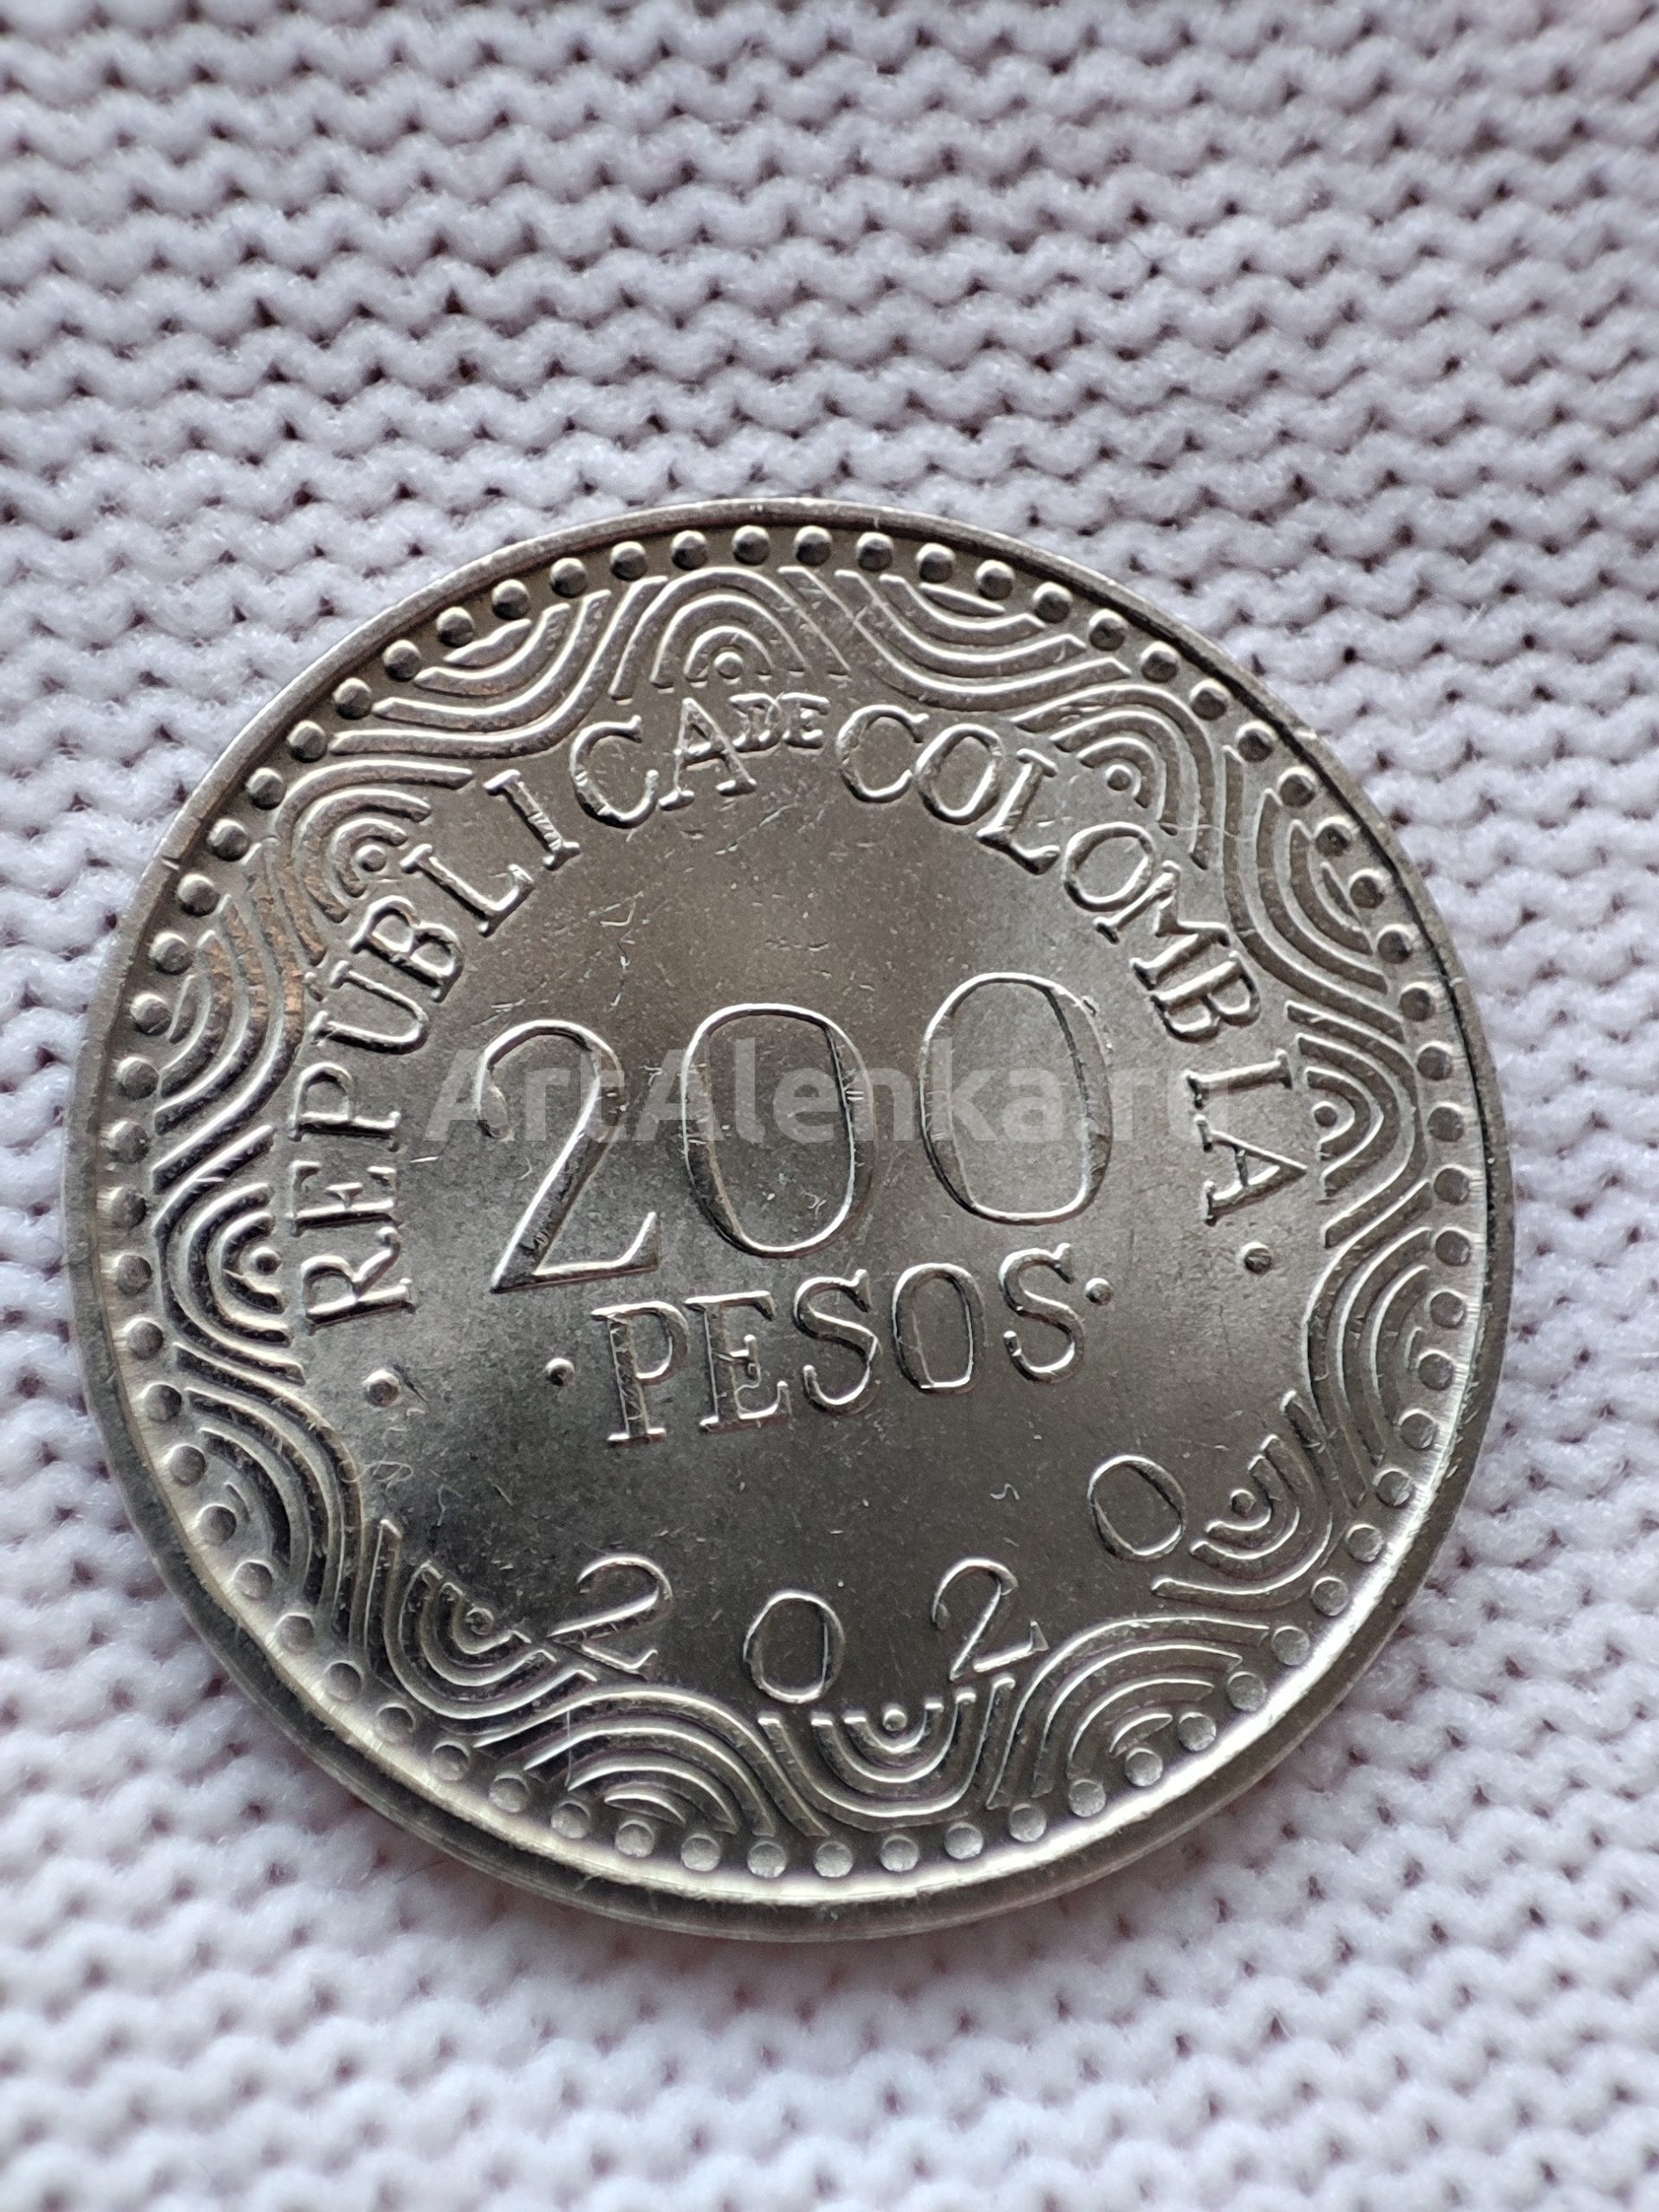 REPUBLICA DE COLOMBIA
200
PESOS
2020
ArtAlenka.ru